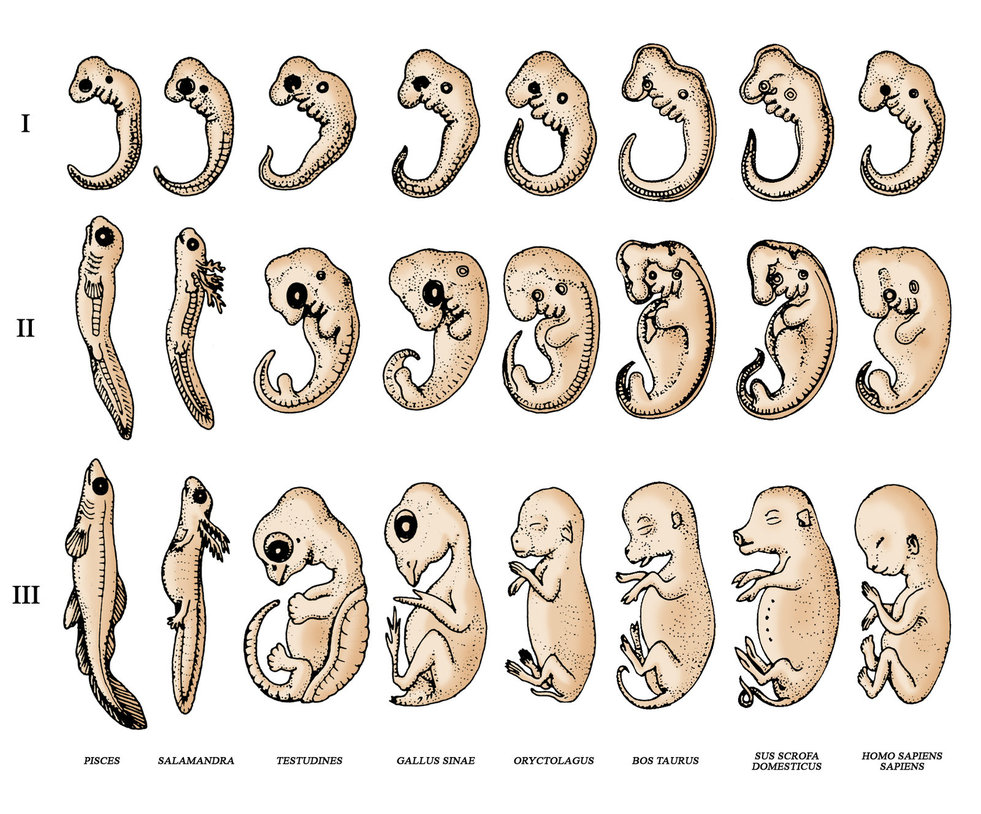 I
II
III
PISCES
SALAMANDRA
TESTUDINES
GALLUS SINAE
ORYCTOLAGUS
BOS TAURUS
SUS SCROFA
DOMESTICUS
HOMO SAPIENS
SAPIENS